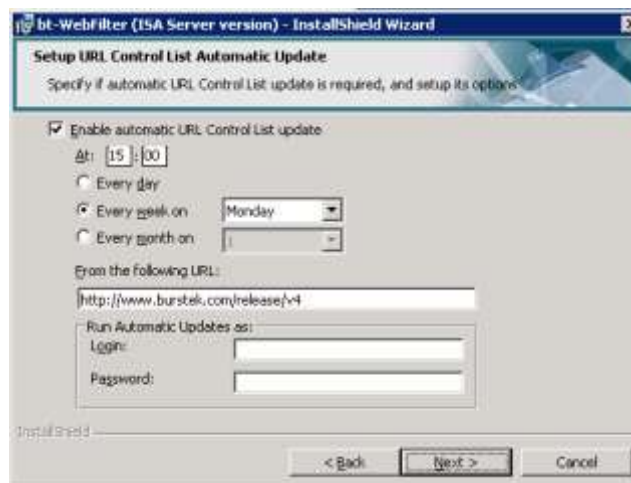 bt-WebFilter (ISA Server version) - InstallShield Wizard
Setup URL Control List Automatic Update
Specify if automatic URL Control List update is required, and setup its options
Enable automatic URL Control List update
At: 15 : 00
Every day
Every week on Monday
Every month on 1
From the following URL:
http://www.burstek.com/release/v4
Run Automatic Updates as:
Login:
Password:
InstallShield
< Back Next > Cancel